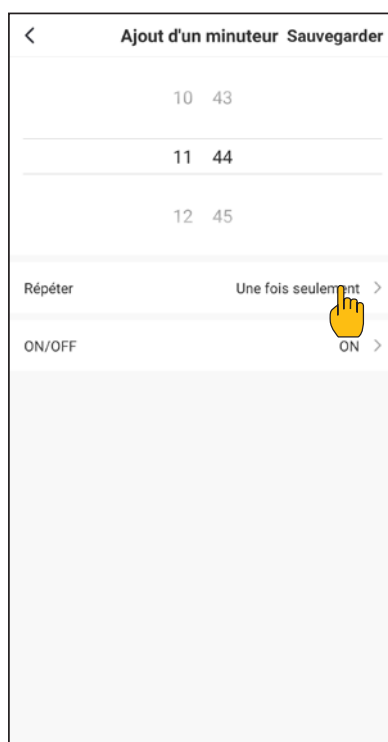 Ajout d'un minuteur Sauvegarder
10 43
11 44
12 45
Répéter Une fois seulement
ON/OFF ON